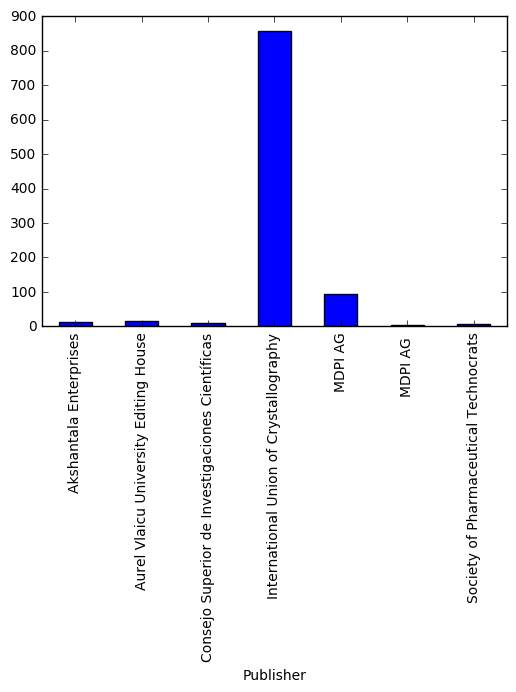 900
800
700
600
500
400
300
200
100
0
Akshantala Enterprises
Aurel Vlaicu University Editing House
Consejo Superior de Investigaciones Científicas
International Union of Crystallography
MDPI AG
MDPI AG
Society of Pharmaceutical Technocrats
Publisher